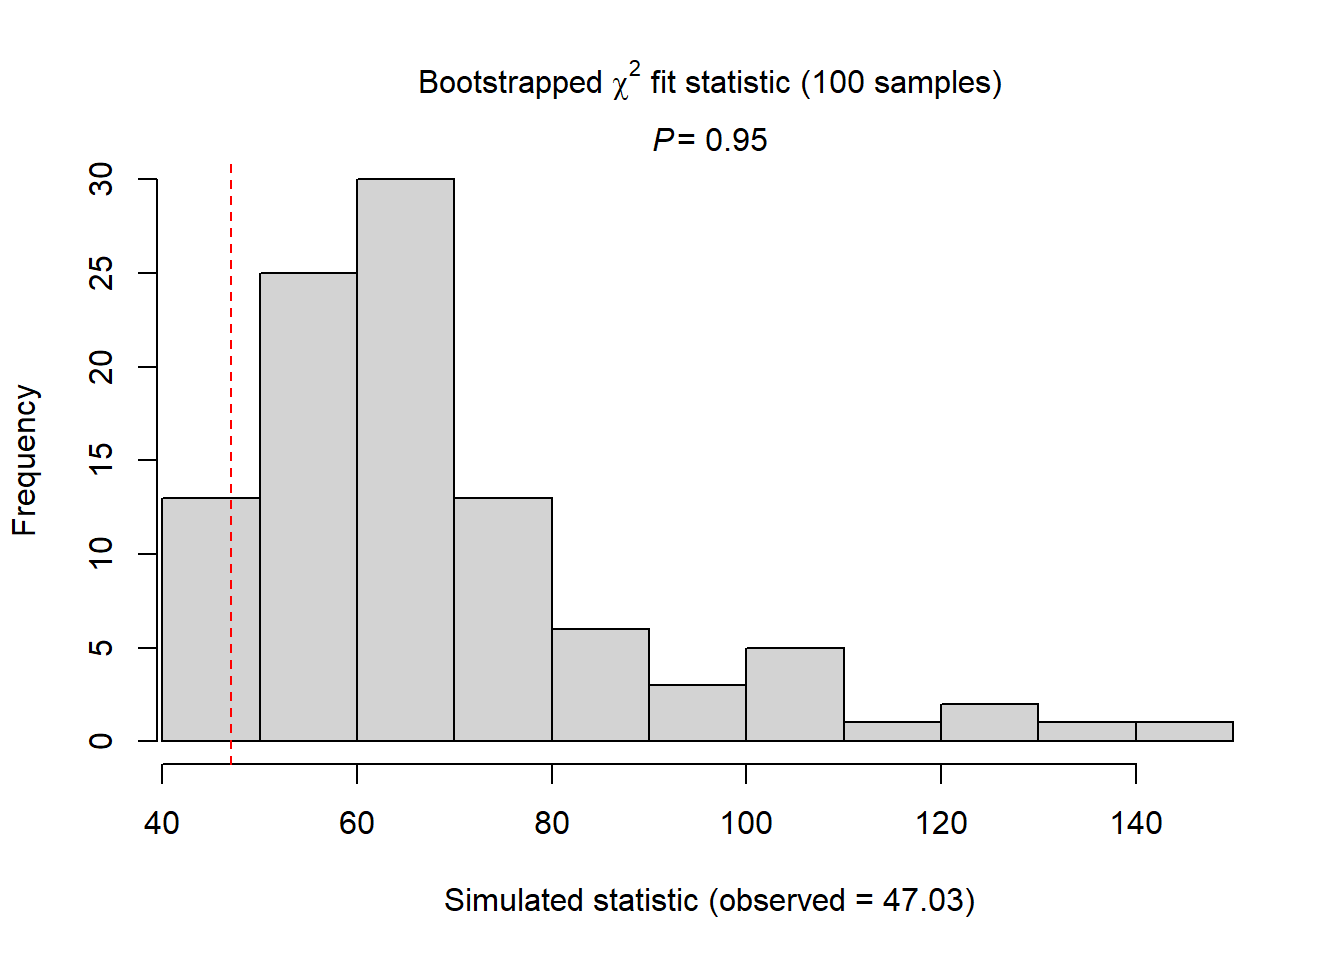 Bootstrapped χ² fit statistic (100 samples)
P = 0.95
30
25
20
15
10
5
0
Frequency
40 60 80 100 120 140
Simulated statistic (observed = 47.03)